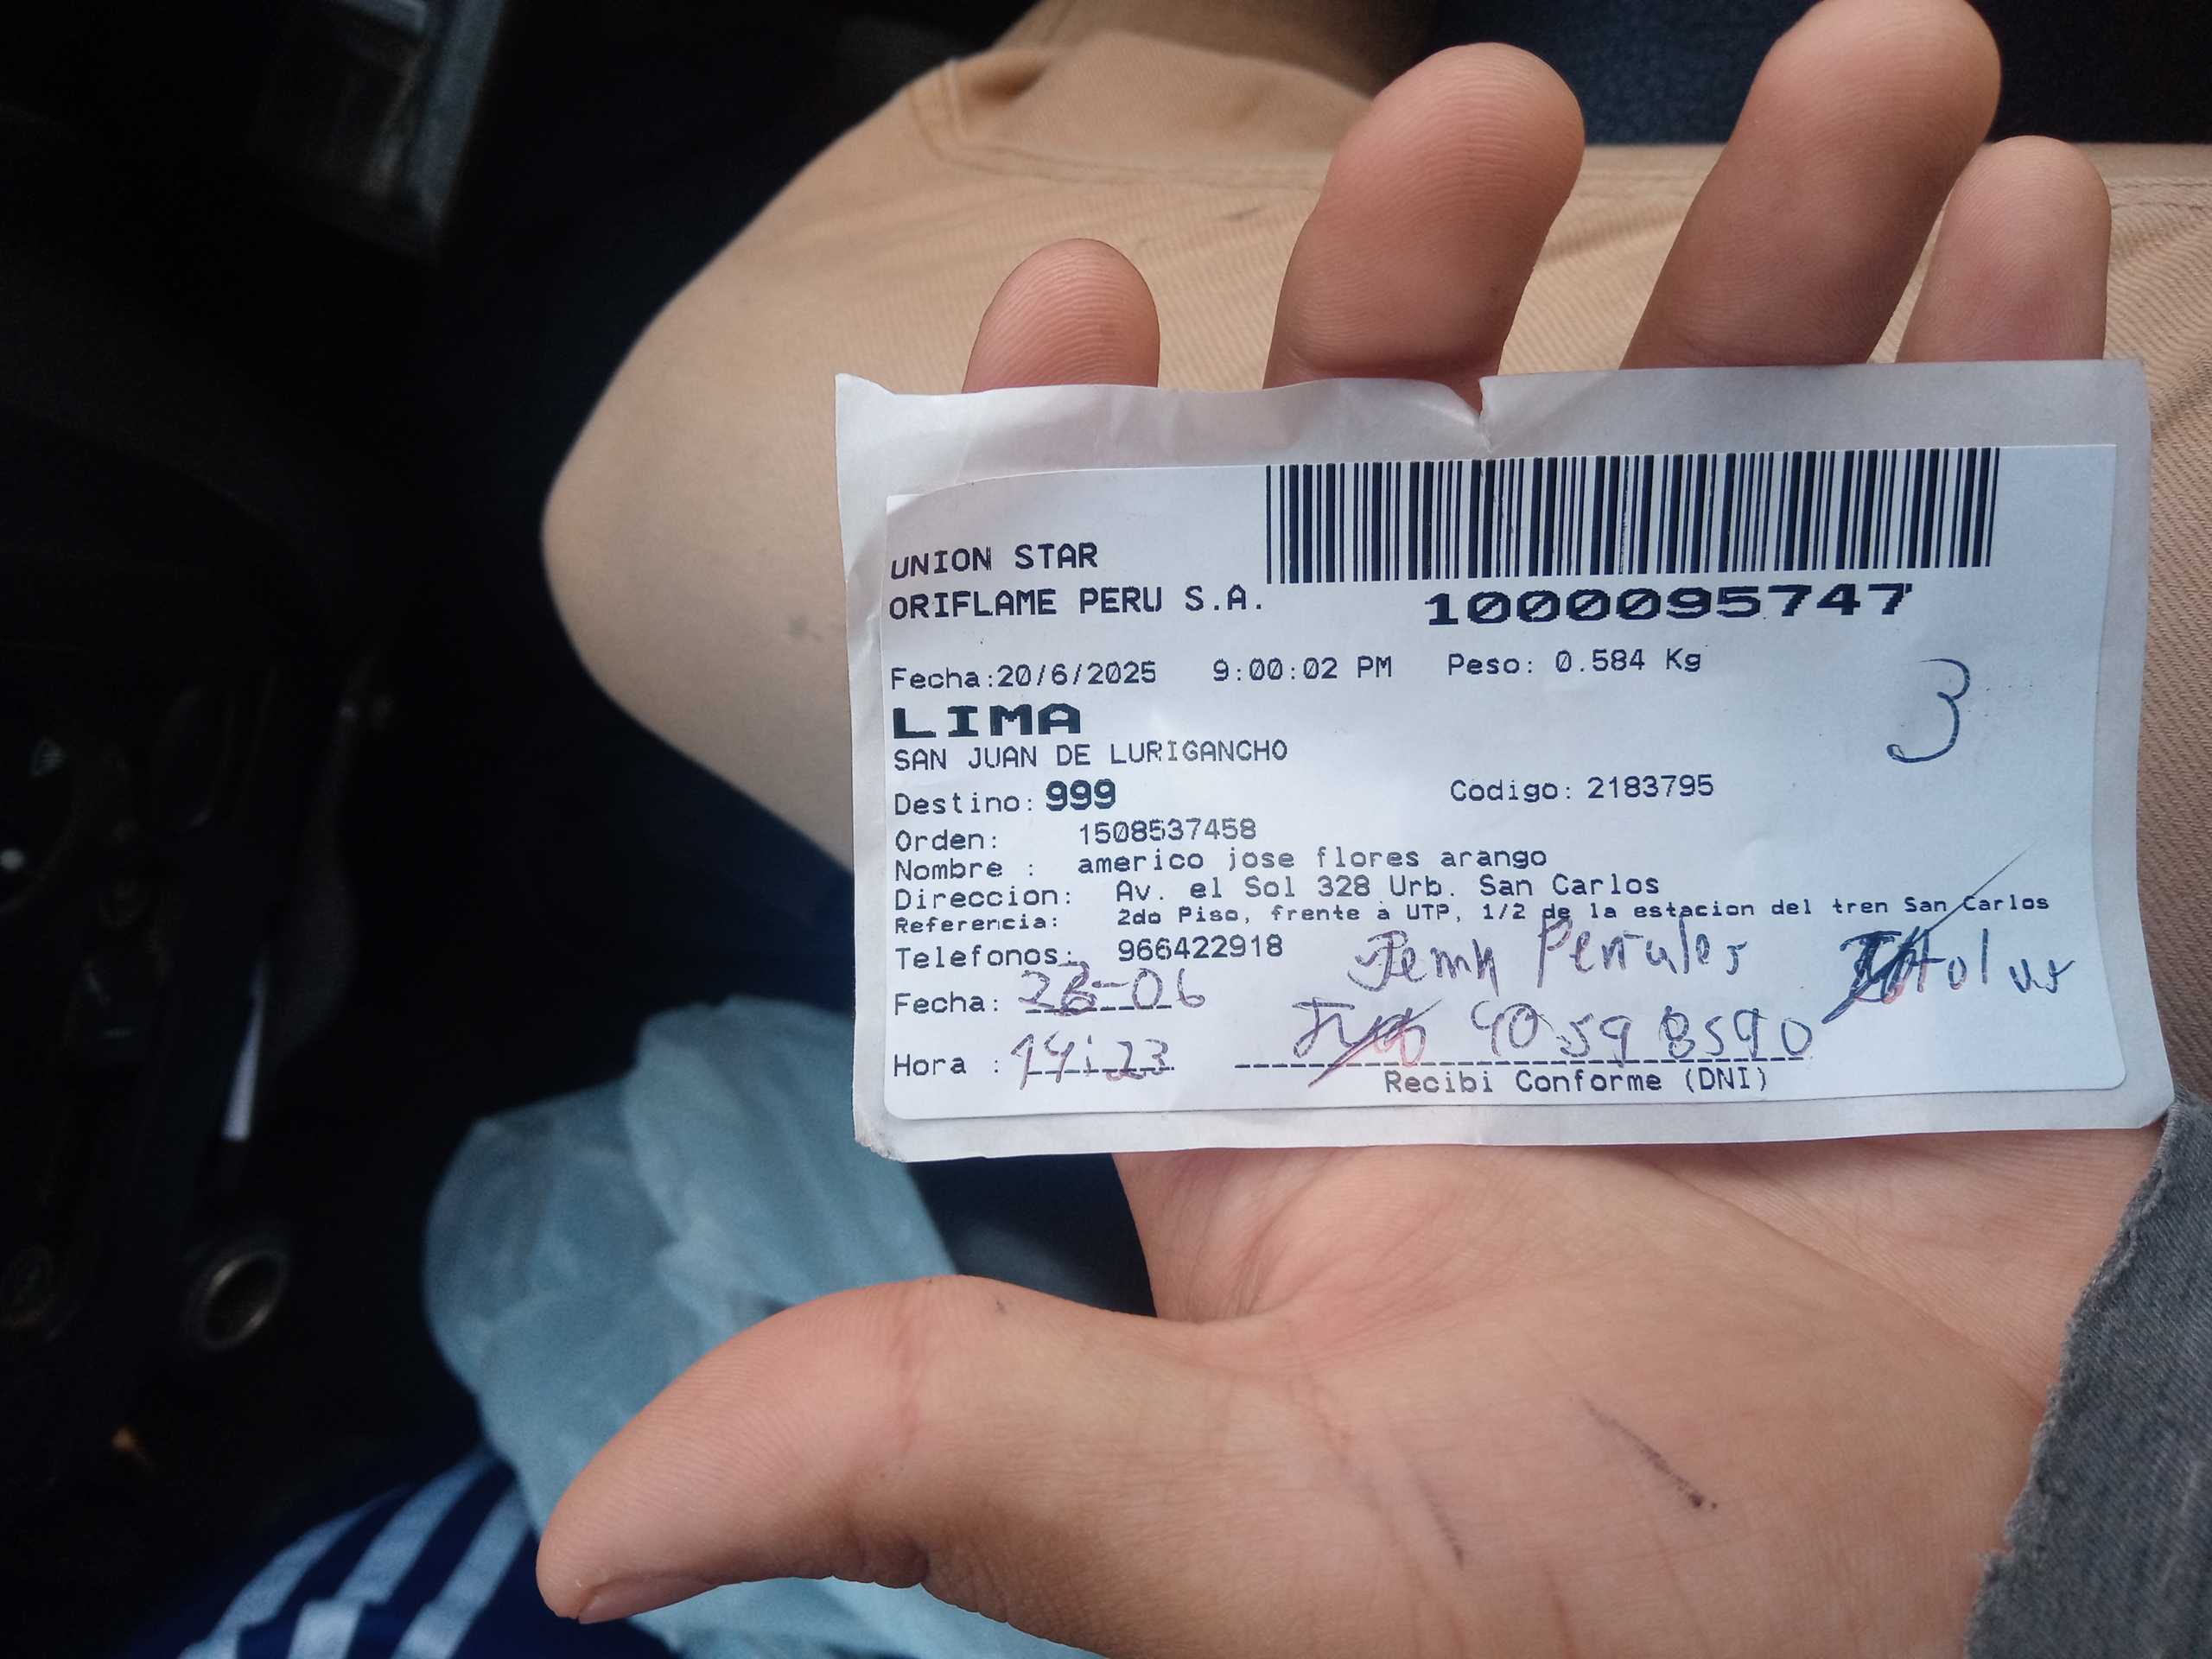 UNION STAR
ORIFLAME PERU S.A.
1000095747
Fecha:20/6/2025 9:00:02 PM Peso: 0.584 Kg
3
LIMA
SAN JUAN DE LURIGANCHO
Destino: 999 Codigo: 2183795
Orden: 1508537458
Nombre : americo jose flores arango
Direccion: Av. el Sol 328 Urb. San Carlos
Referencia: 2do Piso, frente a UTP, 1/2 de la estacion del tren San Carlos
Telefonos: 966422918
Fecha: -06
Hora : 14:23 40598590
Recibi Conforme (DNI)